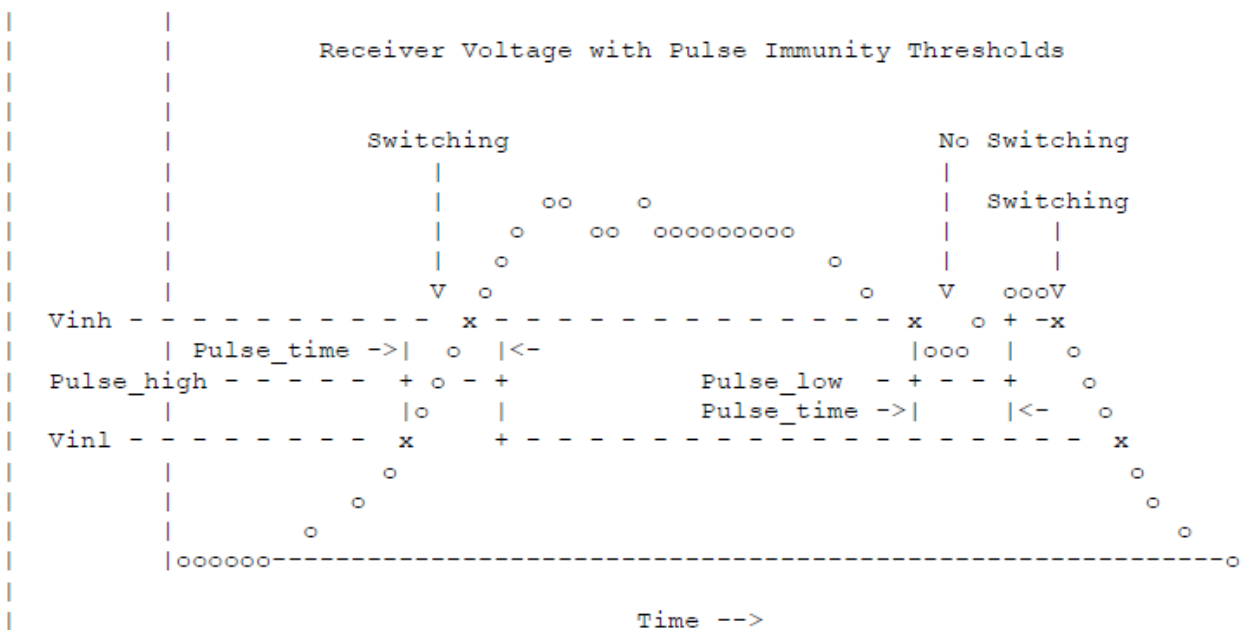 Receiver Voltage with Pulse Immunity Thresholds
Switching No Switching
Switching
V V V
Vinh
Pulse_time ->| |<-
Pulse_high Pulse_low
Pulse_time ->| |<-
Vinl
Time -->